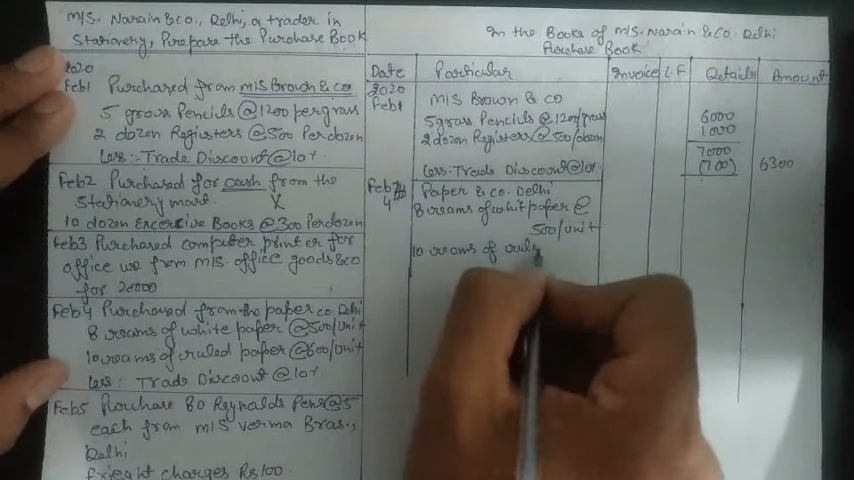 M/S. Narain & Co., Delhi, a trader in
Stationery, Prepare the Purchase Book
2020
Feb1 Purchased from M/S Brown & Co
5 gross Pencils @ 1200 per gross
2 dozen Registers @ 500 Per dozen
Less:- Trade Discount @ 10%
Feb2 Purchased for cash from the
Stationery mart. X
10 dozen Excercise Books @ 300 Per dozen
Feb3 Purchased computer printer for
office use from M/S. office goods & co
for 20000
Feb4 Purchased from the paper co. Delhi
8 reams of white paper @ 500/Unit
10 reams of ruled paper @ 600/Unit
Less: Trade Discount @ 10%
Feb5 Purchase 80 Reynolds Pens @ 5
each from M/S Verma Bros.,
Delhi
freight charges Rs 100
In the Books of M/S. Narain & Co. Delhi
Purchase Book
Date Particular Invoice L F Details Amount
2020
Feb1 M/S Brown & Co
5 gross Pencils @ 1200/gross 6000
2 dozen Registers @ 500/dozen 1000
7000
Less. Trade Discount @ 10% (700) 6300
Feb
4 Paper & co. Delhi
8 reams of whit paper @
500/unit
10 reams of rul